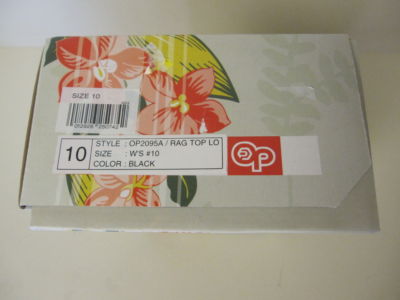 SIZE 10
10
STYLE : OP2095A / RAG TOP LO
SIZE : W'S #10
COLOR : BLACK
op